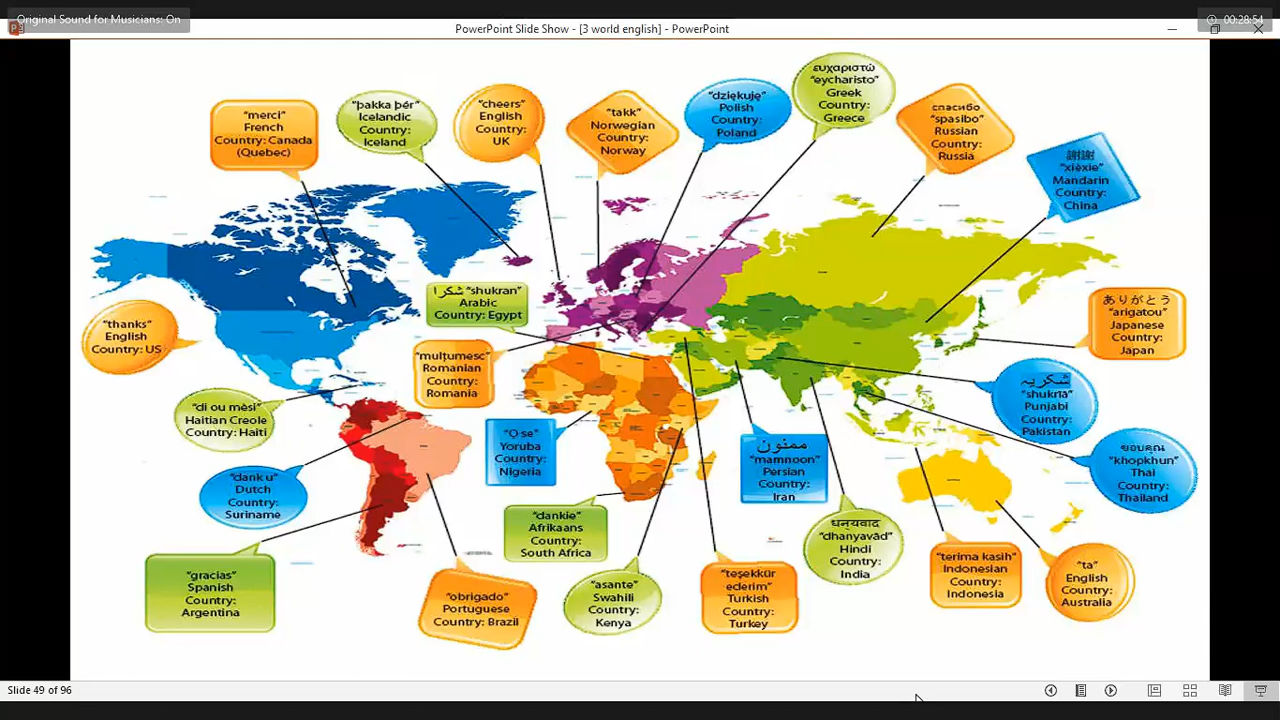 Original Sound for Musicians: On
PowerPoint Slide Show - [3 world english] - PowerPoint
00:28:54
"merci"
French
Country: Canada
(Quebec)
"þakka þér"
Icelandic
Country:
Iceland
"cheers"
English
Country:
UK
"takk"
Norwegian
Country:
Norway
"dziękuję"
Polish
Country:
Poland
ευχαριστώ
"eycharisto"
Greek
Country:
Greece
спасибо
"spasibo"
Russian
Country:
Russia
"xièxie"
Mandarin
Country:
China
شكرا "shukran"
Arabic
Country: Egypt
"thanks"
English
Country: US
"mulțumesc"
Romanian
Country:
Romania
ありがとう
"arigatou"
Japanese
Country:
Japan
شکریہ
"shukria"
Punjabi
Country:
Pakistan
"di ou mèsi"
Haitian Creole
Country: Haiti
"Ọ se"
Yoruba
Country:
Nigeria
ممنون
"mamnoon"
Persian
Country:
Iran
ขอบคุณ
"khopkhun"
Thai
Country:
Thailand
"dank u"
Dutch
Country:
Suriname
"dankie"
Afrikaans
Country:
South Africa
धन्यवाद
"dhanyavād"
Hindi
Country:
India
"terima kasih"
Indonesian
Country:
Indonesia
"ta"
English
Country:
Australia
"gracias"
Spanish
Country:
Argentina
"obrigado"
Portuguese
Country: Brazil
"asante"
Swahili
Country:
Kenya
"teşekkür
ederim"
Turkish
Country:
Turkey
Slide 49 of 96